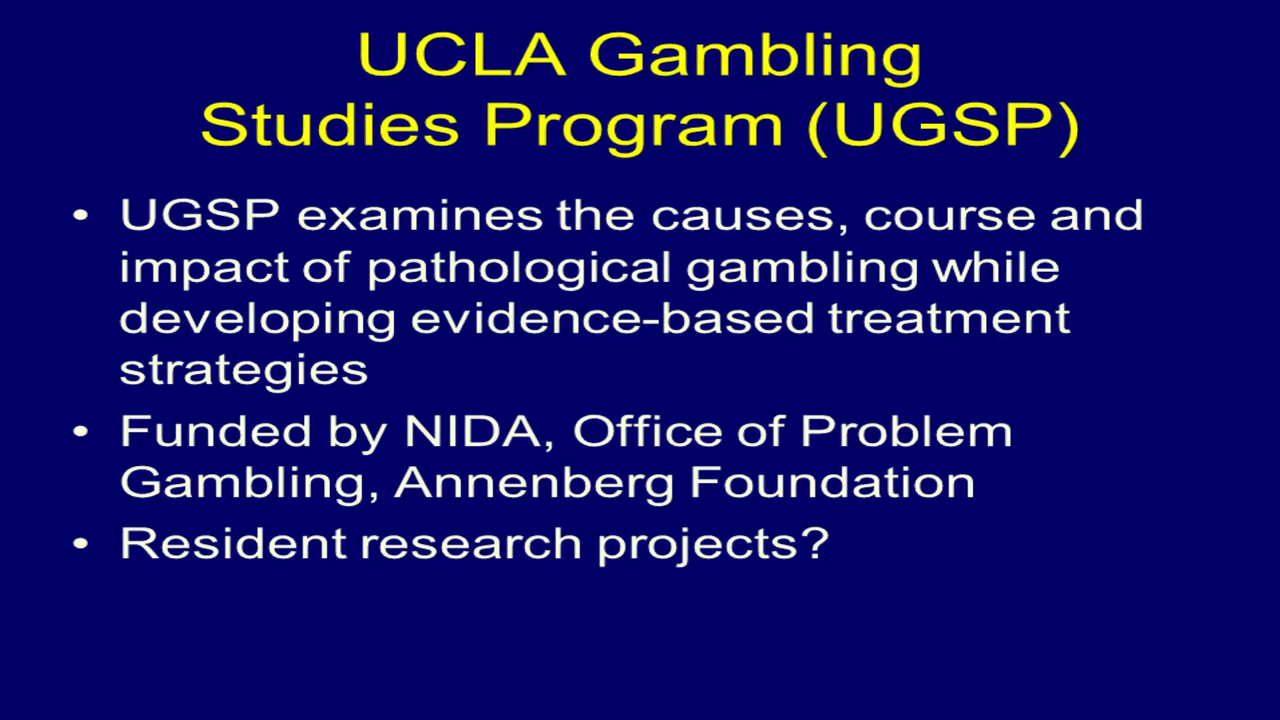 UCLA Gambling
Studies Program (UGSP)
• UGSP examines the causes, course and
impact of pathological gambling while
developing evidence-based treatment
strategies
• Funded by NIDA, Office of Problem
Gambling, Annenberg Foundation
• Resident research projects?